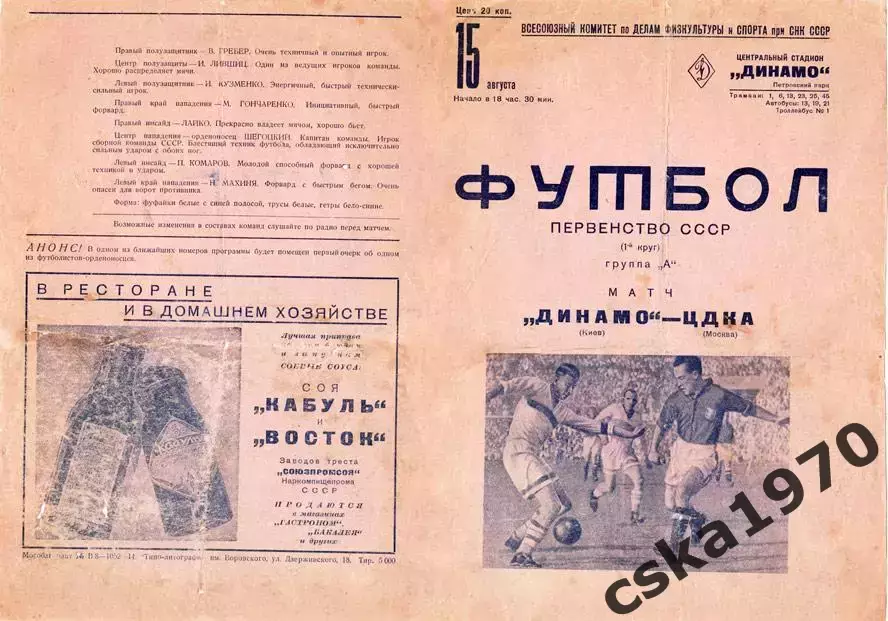 Правый полузащитник — В. ГРЕБЕР. Очень техничный и опытный игрок.
Центр полузащиты — И. ЛИВШИЦ. Один из ведущих игроков команды.
Хорошо распределяет мячи.
Левый полузащитник — И. КУЗМЕНКО. Энергичный, быстрый технически-
сильный игрок.
Правый край нападения — М. ГОНЧАРЕНКО. Инициативный, быстрый
форвард.
Правый инсайд — ЛАЙКО. Прекрасно владеет мячом, хорошо бьет.
Центр нападения — орденоносец ШЕГОЦКИЙ. Капитан команды. Игрок
сборной команды СССР. Блестящий техник футбола, обладающий исключительно
сильным ударом с обоих ног.
Левый инсайд — П. КОМАРОВ. Молодой способный форвард с хорошей
техникой и ударом.
Левый край нападения — Н. МАХИНЯ. Форвард с быстрым бегом. Очень
опасен для ворот противника.
Форма: фуфайки белые с синей полосой, трусы белые, гетры бело-синие.
Возможные изменения в составах команд слушайте по радио перед матчем.
АНОНС! В одном из ближайших номеров программы будет помещен первый очерк об одном
из футболистов-орденоносцев.
В РЕСТОРАНЕ
И В ДОМАШНЕМ ХОЗЯЙСТВЕ
Лучшая приправа
СОЯ
„КАБУЛЬ"
и
„ВОСТОК"
Заводов треста
„СОЮЗПРОМСОЯ"
Наркомпищепрома
СССР
ПРОДАЮТСЯ
в магазинах
„ГАСТРОНОМ",
„БАКАЛЕЯ"
и других
Типо-литография им. Воровского, ул. Дзержинского, 18. Тир. 5 000
Цена 20 коп.
ВСЕСОЮЗНЫЙ КОМИТЕТ по ДЕЛАМ ФИЗКУЛЬТУРЫ и СПОРТА при СНК СССР
15
августа
Начало в 18 час. 30 мин.
ЦЕНТРАЛЬНЫЙ СТАДИОН
„ДИНАМО"
Петровский парк
Трамваи: 1, 6, 13, 23, 25, 45
Автобусы: 13, 19, 21
Троллейбус № 1
ФУТБОЛ
ПЕРВЕНСТВО СССР
(1-й круг)
группа „А"
МАТЧ
„ДИНАМО"—ЦДКА
(Киев) (Москва)
cska1970